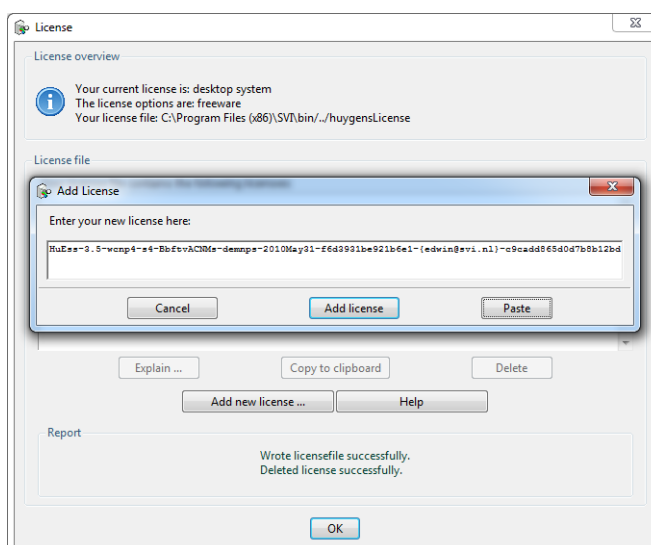 License
License overview
Your current license is: desktop system
The license options are: freeware
Your license file: C:\Program Files (x86)\SVI\bin/../huygensLicense
License file
Add License
Enter your new license here:
HuEss-3.5-wcnp4-s4-BbftvACNMs-demnps-2010May31-f6d3931be921b6e1-{edwin@svi.nl}-c9cadd865d0d7b8b12bd
Cancel
Add license
Paste
Explain ...
Copy to clipboard
Delete
Add new license ...
Help
Report
Wrote licensefile successfully.
Deleted license successfully.
OK